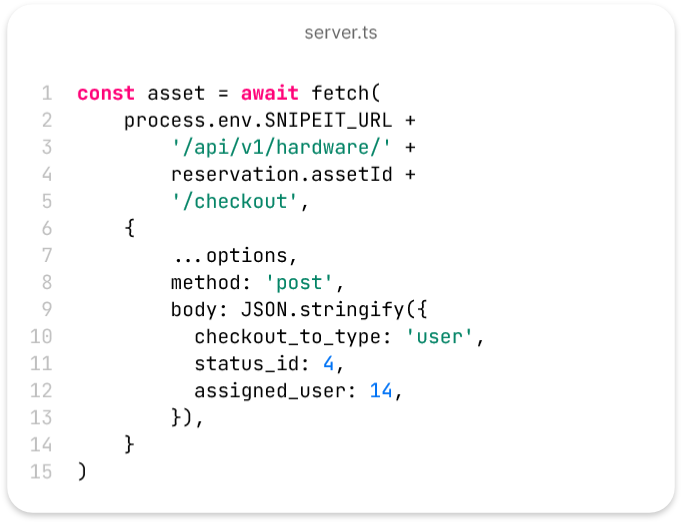 server.ts
1 const asset = await fetch(
2 process.env.SNIPEIT_URL +
3 '/api/v1/hardware/' +
4 reservation.assetId +
5 '/checkout',
6 {
7 ...options,
8 method: 'post',
9 body: JSON.stringify({
10 checkout_to_type: 'user',
11 status_id: 4,
12 assigned_user: 14,
13 }),
14 }
15 )